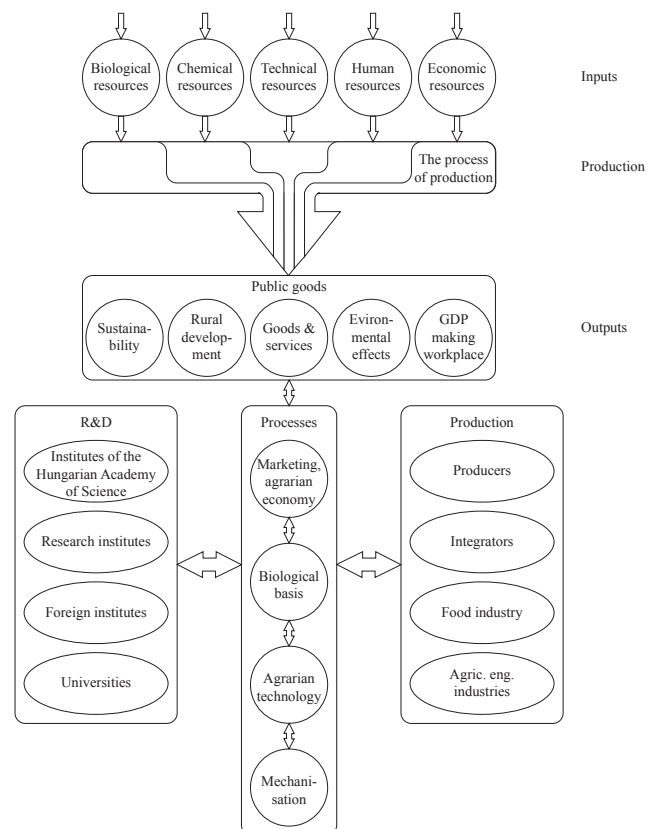 Biological
resources
Chemical
resources
Technical
resources
Human
resources
Economic
resources
Inputs
The process
of production
Production
Public goods
Sustaina-
bility
Rural
develop-
ment
Goods &
services
Evironmental
effects
GDP
making
workplace
Outputs
R&D
Institutes of the
Hungarian Academy
of Science
Research institutes
Foreign institutes
Universities
Processes
Marketing,
agrarian
economy
Biological
basis
Agrarian
technology
Mechani-
sation
Production
Producers
Integrators
Food industry
Agric. eng.
industries